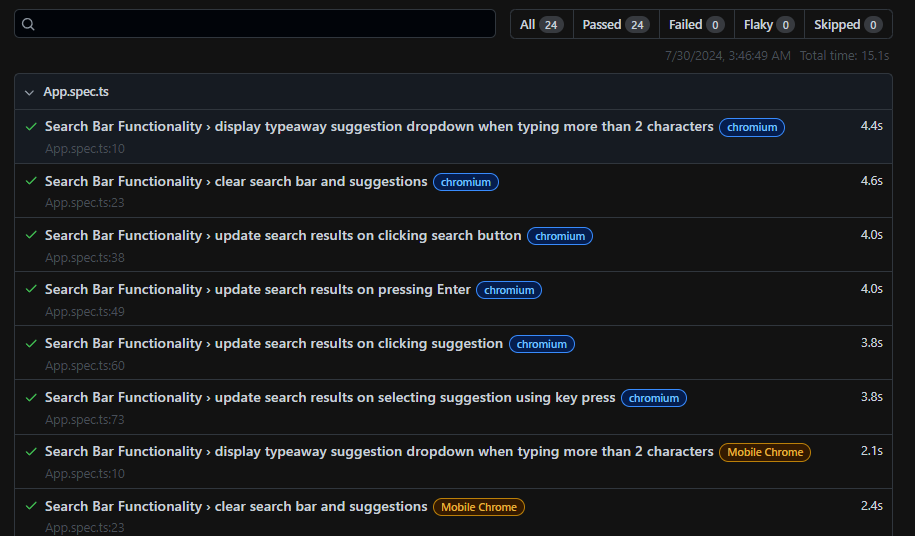 All 24 Passed 24 Failed 0 Flaky 0 Skipped 0
7/30/2024, 3:46:49 AM Total time: 15.1s
App.spec.ts
Search Bar Functionality › display typeaway suggestion dropdown when typing more than 2 characters chromium 4.4s
App.spec.ts:10
Search Bar Functionality › clear search bar and suggestions chromium 4.6s
App.spec.ts:23
Search Bar Functionality › update search results on clicking search button chromium 4.0s
App.spec.ts:38
Search Bar Functionality › update search results on pressing Enter chromium 4.0s
App.spec.ts:49
Search Bar Functionality › update search results on clicking suggestion chromium 3.8s
App.spec.ts:60
Search Bar Functionality › update search results on selecting suggestion using key press chromium 3.8s
App.spec.ts:73
Search Bar Functionality › display typeaway suggestion dropdown when typing more than 2 characters Mobile Chrome 2.1s
App.spec.ts:10
Search Bar Functionality › clear search bar and suggestions Mobile Chrome 2.4s
App.spec.ts:23